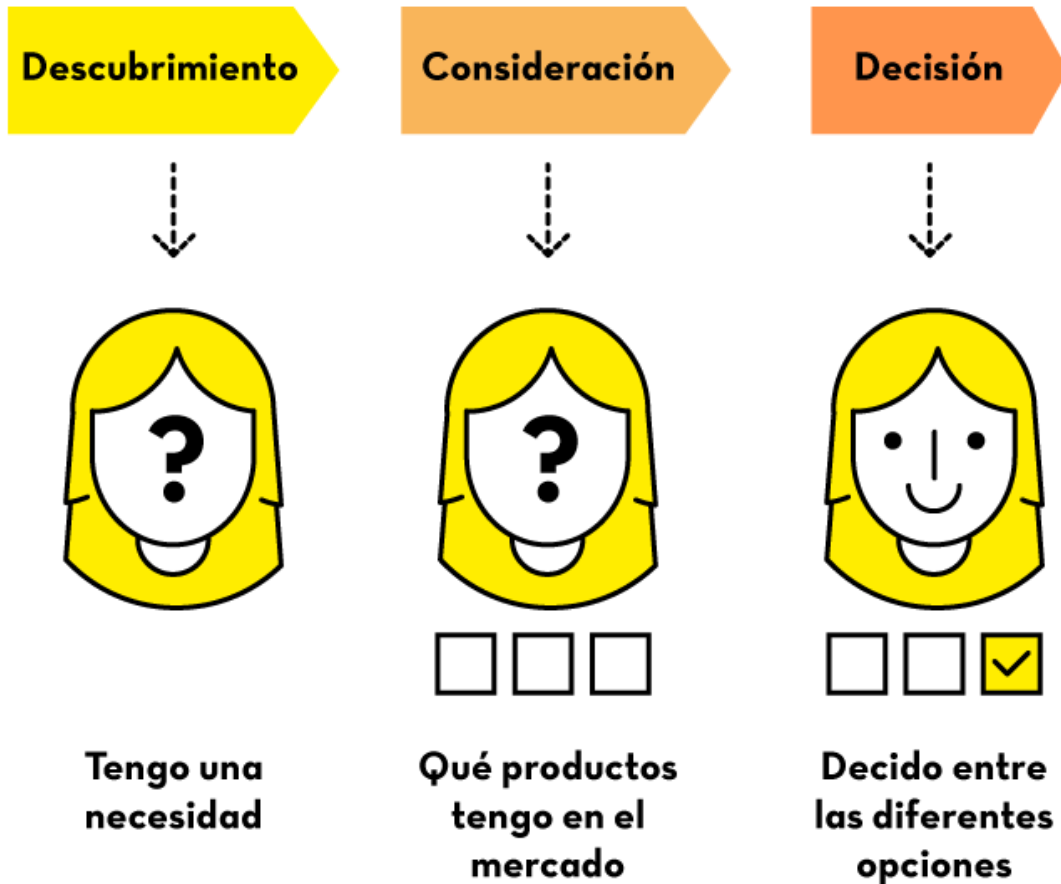 Descubrimiento
Consideración
Decisión
?
?
Tengo una
necesidad
Qué productos
tengo en el
mercado
Decido entre
las diferentes
opciones